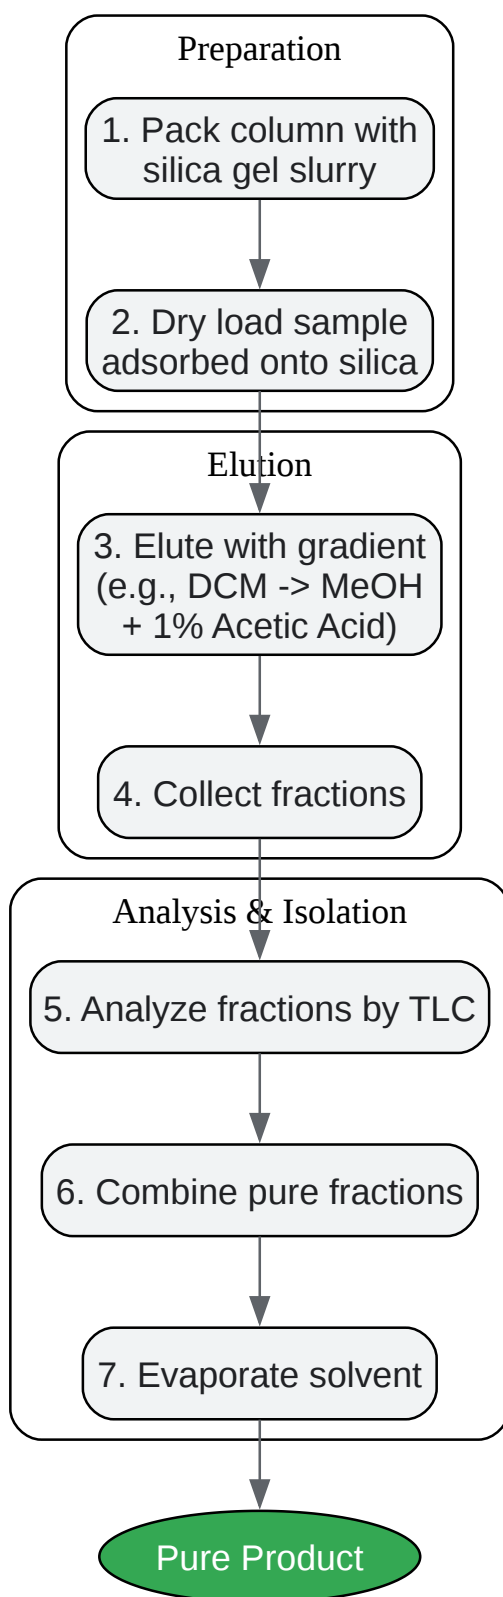 Preparation
1. Pack column with
silica gel slurry
2. Dry load sample
adsorbed onto silica
Elution
3. Elute with gradient
(e.g., DCM -> MeOH
+ 1% Acetic Acid)
4. Collect fractions
Analysis & Isolation
5. Analyze fractions by TLC
6. Combine pure fractions
7. Evaporate solvent
Pure Product